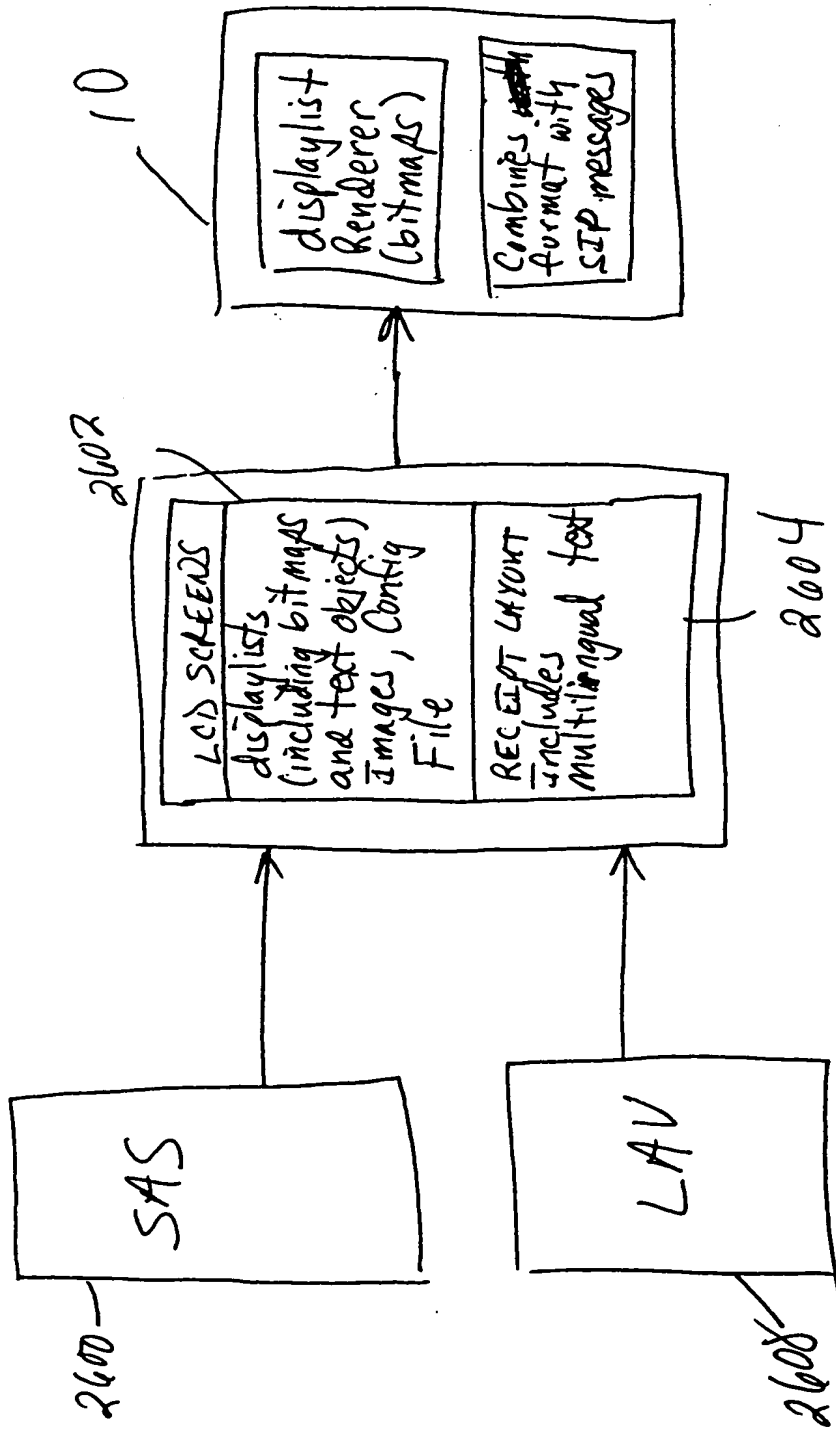 2600
SAS
2608
LAV
2602
LCD SCREENS
displaylists
(including bitmaps
and text objects)
Images, Config
File
RECEIPT LAYOUT
includes
multilingual text
2604
10
displaylist
Renderer
(bitmaps)
Combines
format with
SIP messages